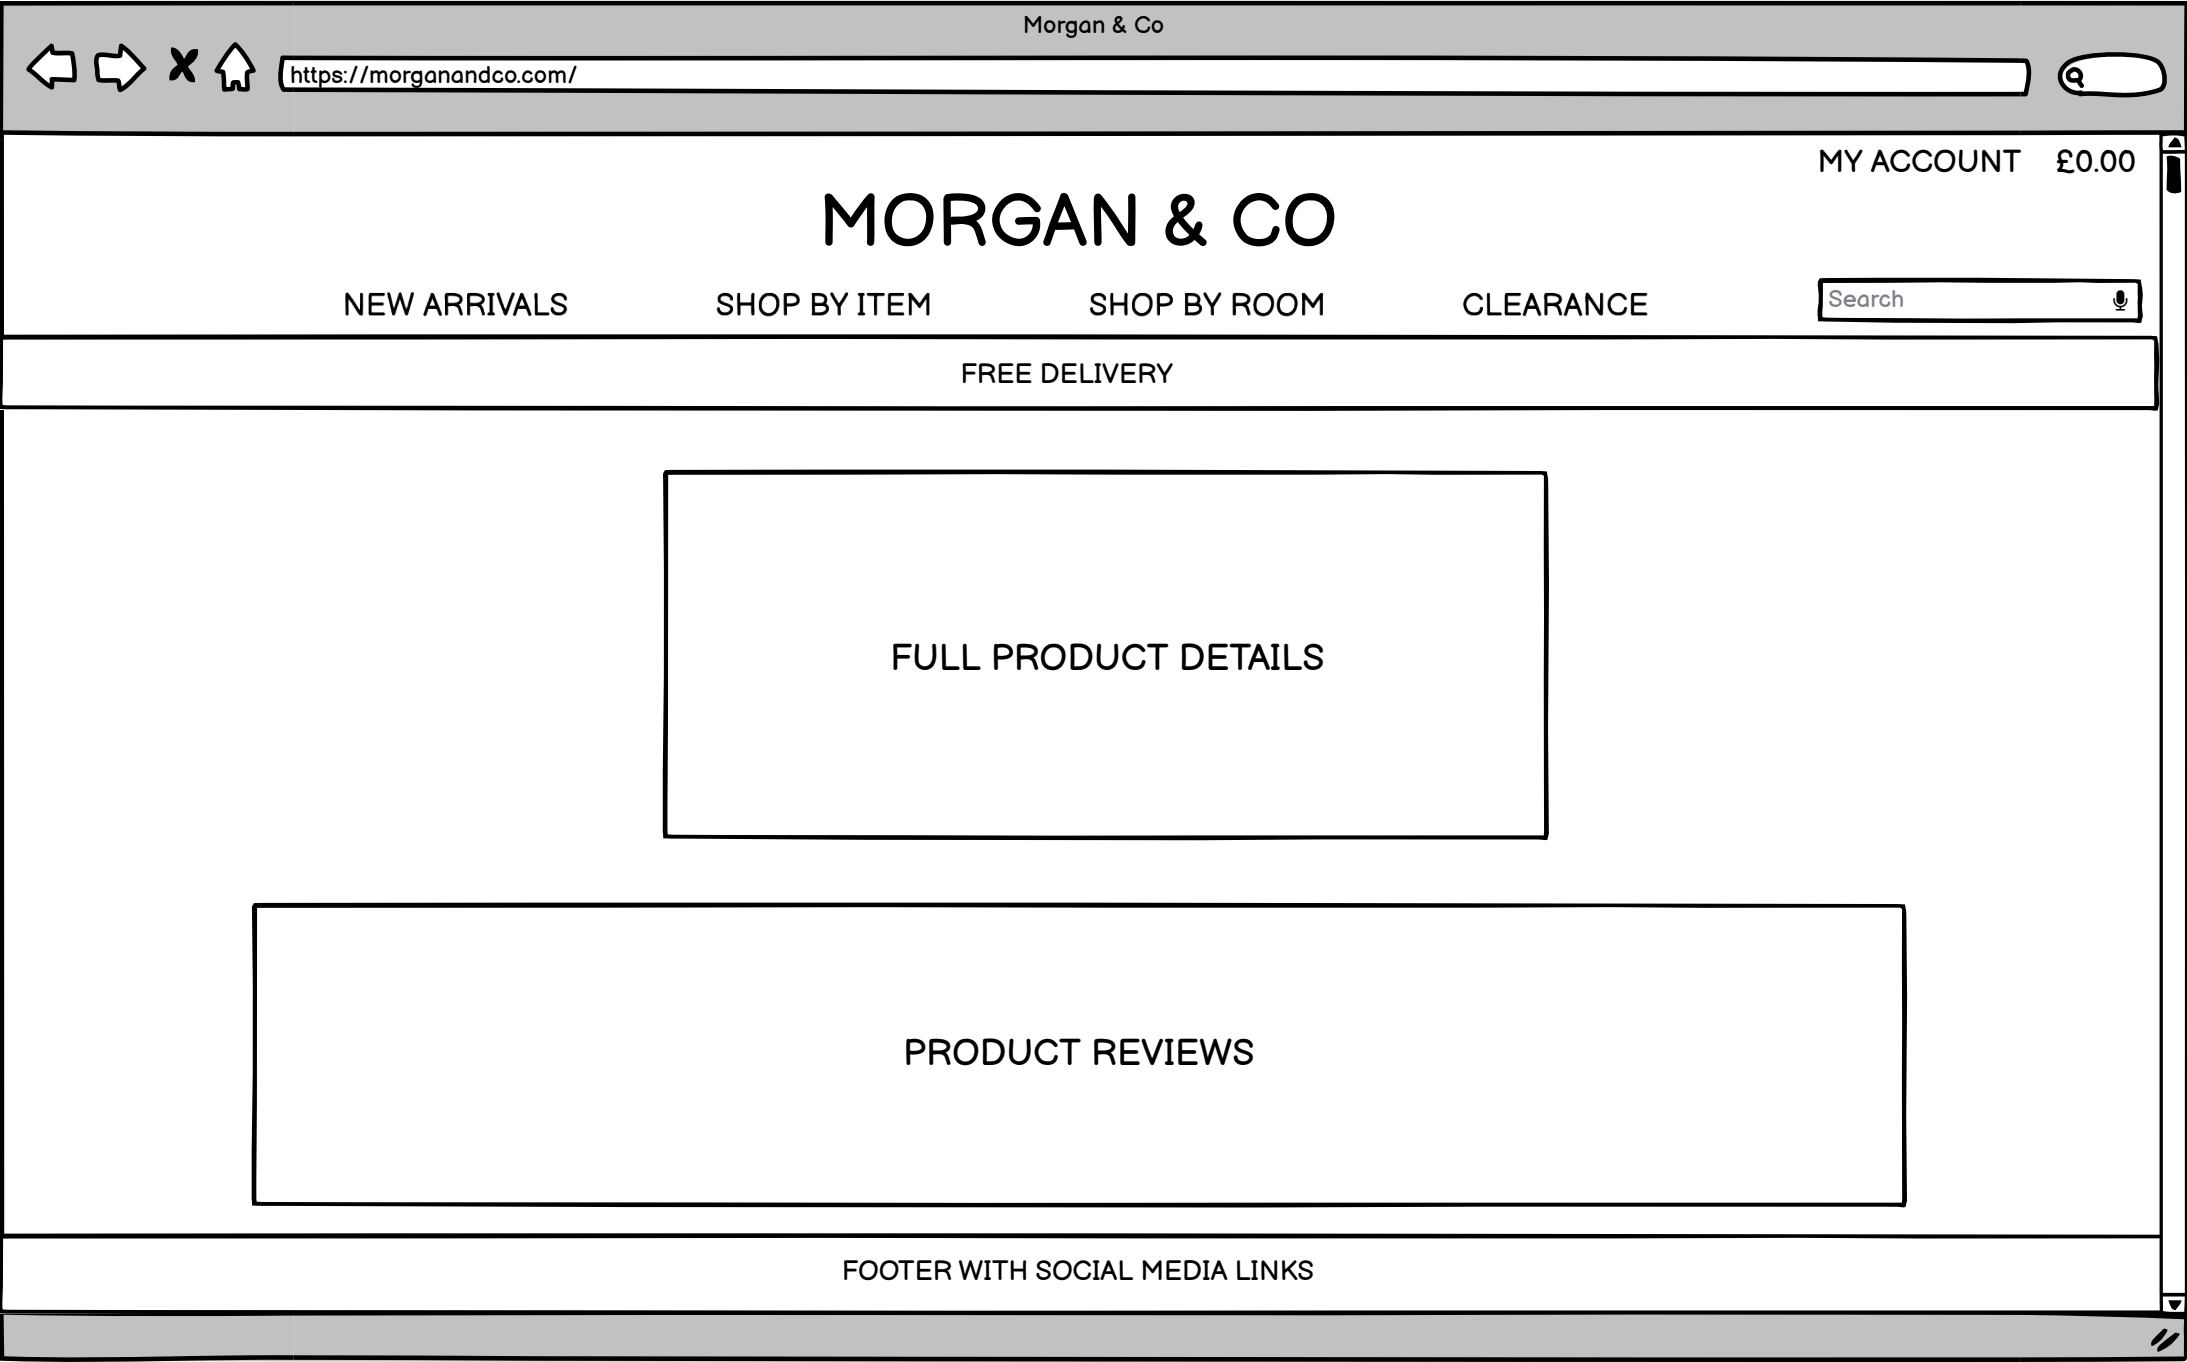 Morgan & Co
https://morganandco.com/
MY ACCOUNT £0.00
MORGAN & CO
NEW ARRIVALS SHOP BY ITEM SHOP BY ROOM CLEARANCE Search
FREE DELIVERY
FULL PRODUCT DETAILS
PRODUCT REVIEWS
FOOTER WITH SOCIAL MEDIA LINKS